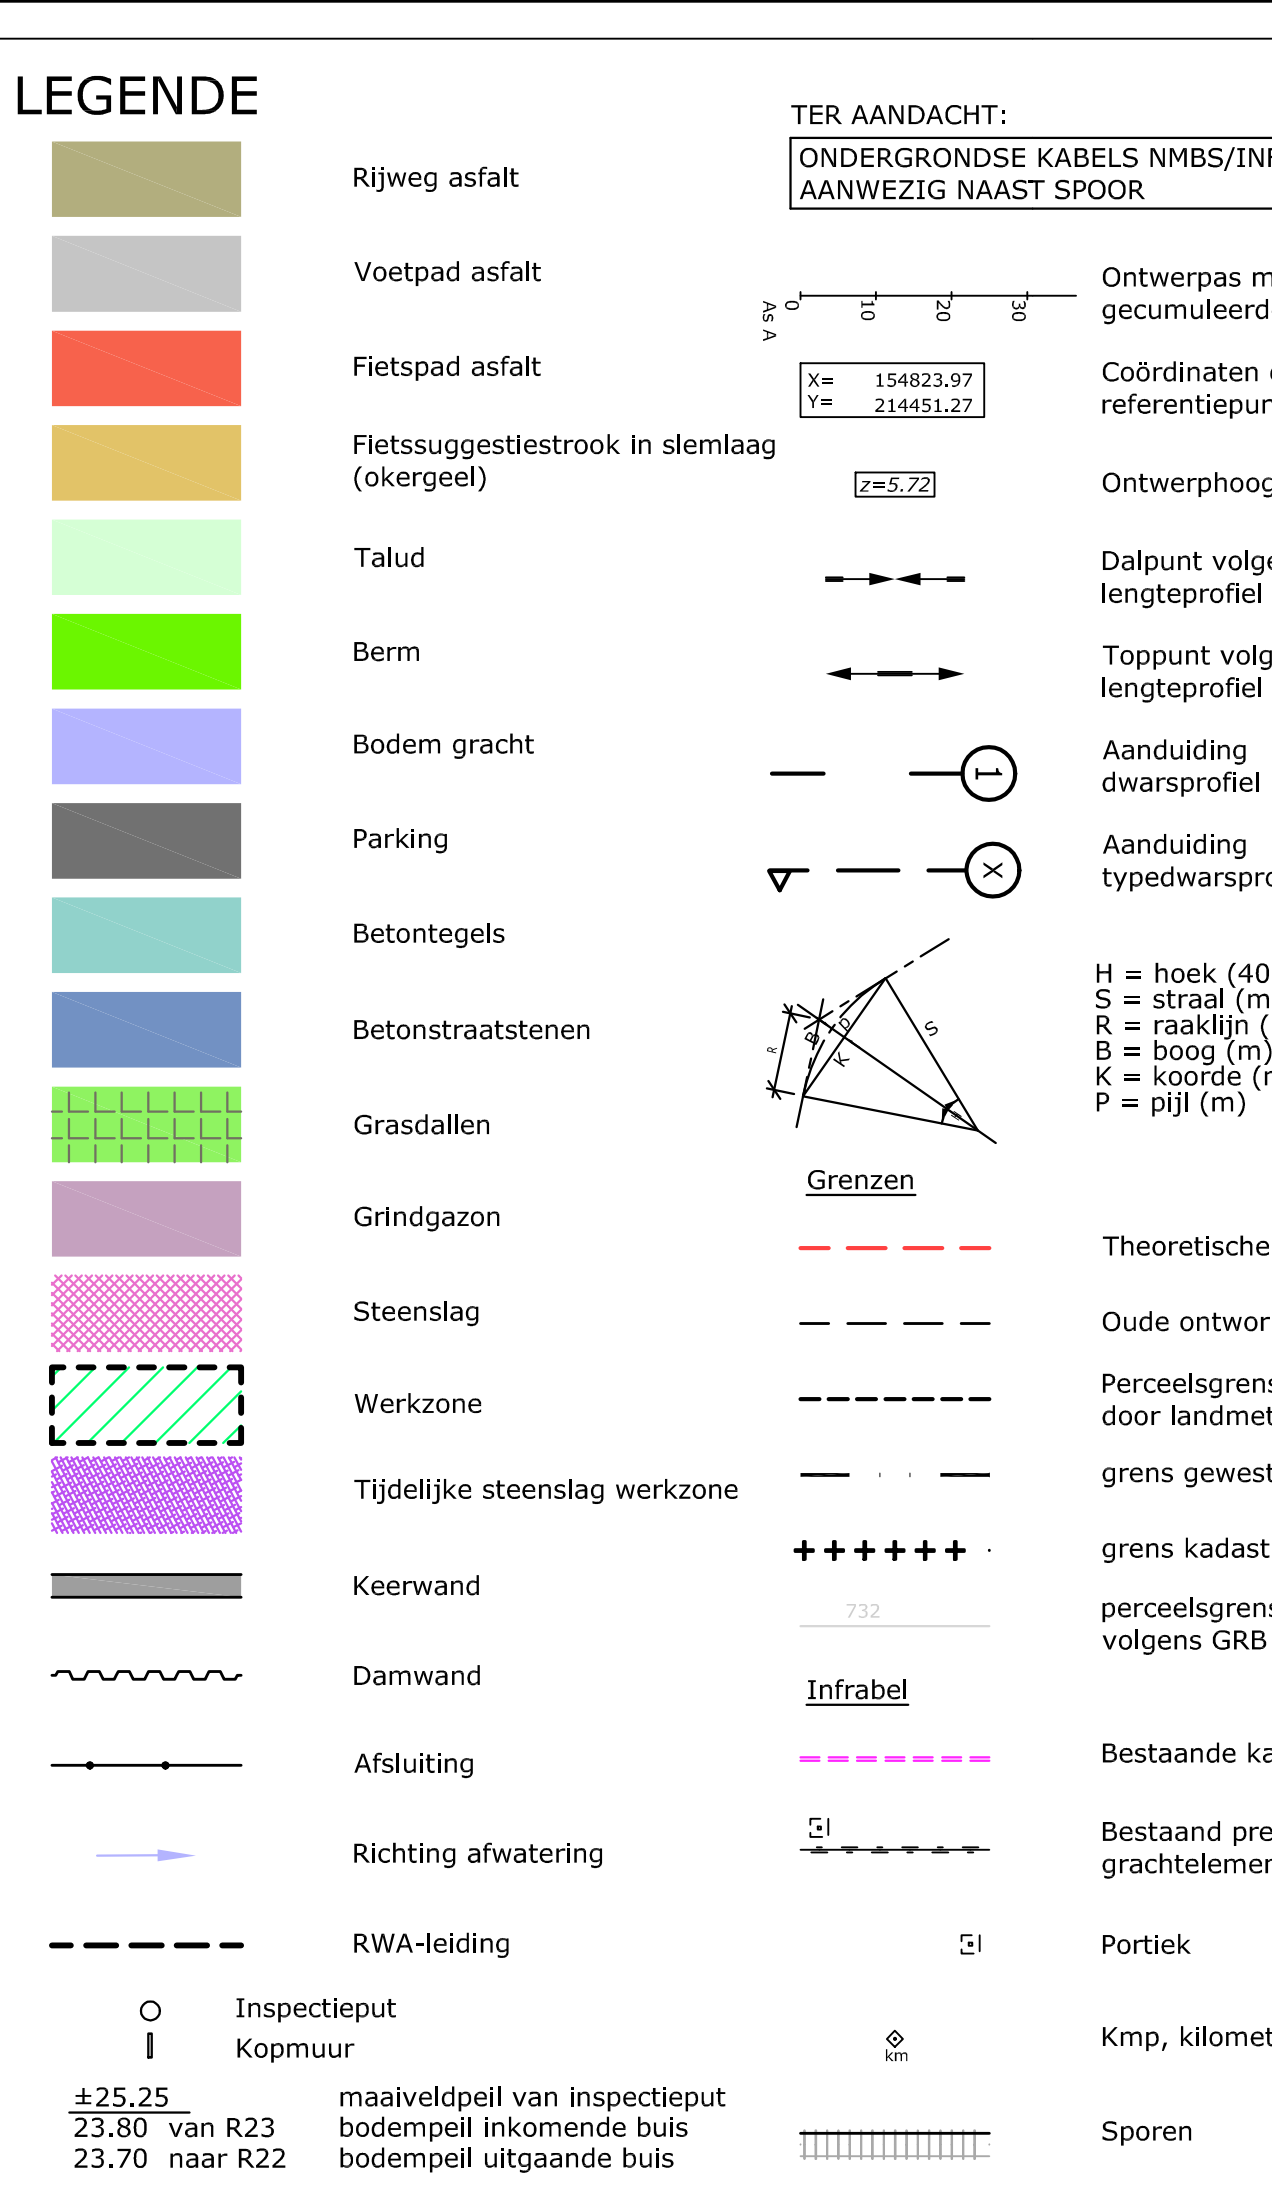 LEGENDE
Rijweg asfalt
Voetpad asfalt
Fietspad asfalt
Fietssuggestiestrook in slemlaag
(okergeel)
Talud
Berm
Bodem gracht
Parking
Betontegels
Betonstraatstenen
Grasdallen
Grindgazon
Steenslag
Werkzone
Tijdelijke steenslag werkzone
Keerwand
Damwand
Afsluiting
Richting afwatering
RWA-leiding
Inspectieput
Kopmuur
±25.25 maaiveldpeil van inspectieput
23.80 van R23 bodempeil inkomende buis
23.70 naar R22 bodempeil uitgaande buis
TER AANDACHT:
ONDERGRONDSE KABELS NMBS/INF
AANWEZIG NAAST SPOOR
As A 0 10 20 30
Ontwerpas m
gecumuleerd
X= 154823.97
Y= 214451.27
Coördinaten
referentiepun
z=5.72
Ontwerphoog
Dalpunt volge
lengteprofiel
Toppunt volg
lengteprofiel
1
Aanduiding
dwarsprofiel
X
Aanduiding
typedwarspro
R B P K S H
H = hoek (40
S = straal (m
R = raaklijn (
B = boog (m)
K = koorde (
P = pijl (m)
Grenzen
Theoretische
Oude ontwor
Perceelsgrens
door landmet
grens gewest
grens kadast
732
perceelsgrens
volgens GRB
Infrabel
Bestaande ka
Bestaand pre
grachtelemen
Portiek
km
Kmp, kilomet
Sporen